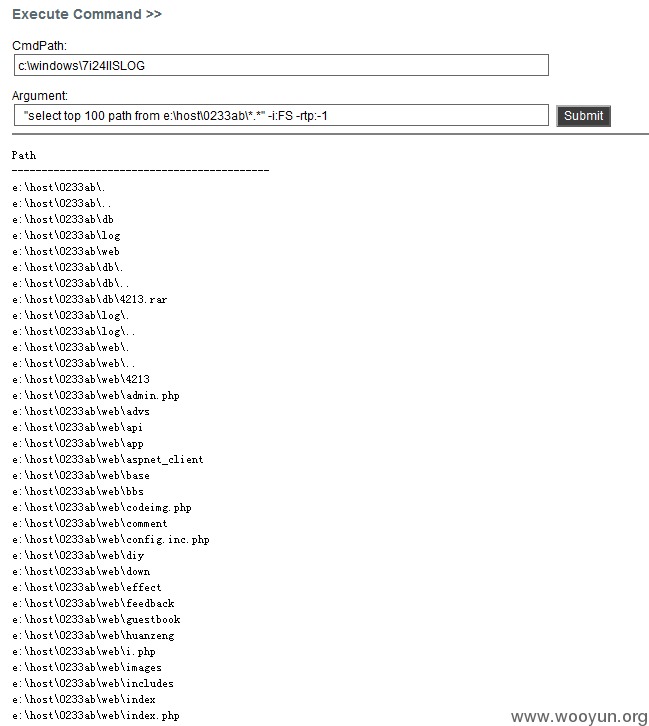 Execute Command >>
CmdPath:
c:\windows\7i24IISLOG
Argument:
"select top 100 path from e:\host\0233ab\*.*" -i:FS -rtp:-1
Submit
Path
-------------------------------------------
e:\host\0233ab\.
e:\host\0233ab\..
e:\host\0233ab\db
e:\host\0233ab\log
e:\host\0233ab\web
e:\host\0233ab\db\.
e:\host\0233ab\db\..
e:\host\0233ab\db\4213.rar
e:\host\0233ab\log\.
e:\host\0233ab\log\..
e:\host\0233ab\web\.
e:\host\0233ab\web\..
e:\host\0233ab\web\4213
e:\host\0233ab\web\admin.php
e:\host\0233ab\web\advs
e:\host\0233ab\web\api
e:\host\0233ab\web\app
e:\host\0233ab\web\aspnet_client
e:\host\0233ab\web\base
e:\host\0233ab\web\bbs
e:\host\0233ab\web\codeimg.php
e:\host\0233ab\web\comment
e:\host\0233ab\web\config.inc.php
e:\host\0233ab\web\diy
e:\host\0233ab\web\down
e:\host\0233ab\web\effect
e:\host\0233ab\web\feedback
e:\host\0233ab\web\guestbook
e:\host\0233ab\web\huanzeng
e:\host\0233ab\web\i.php
e:\host\0233ab\web\images
e:\host\0233ab\web\includes
e:\host\0233ab\web\index
e:\host\0233ab\web\index.php
www.wooyun.org